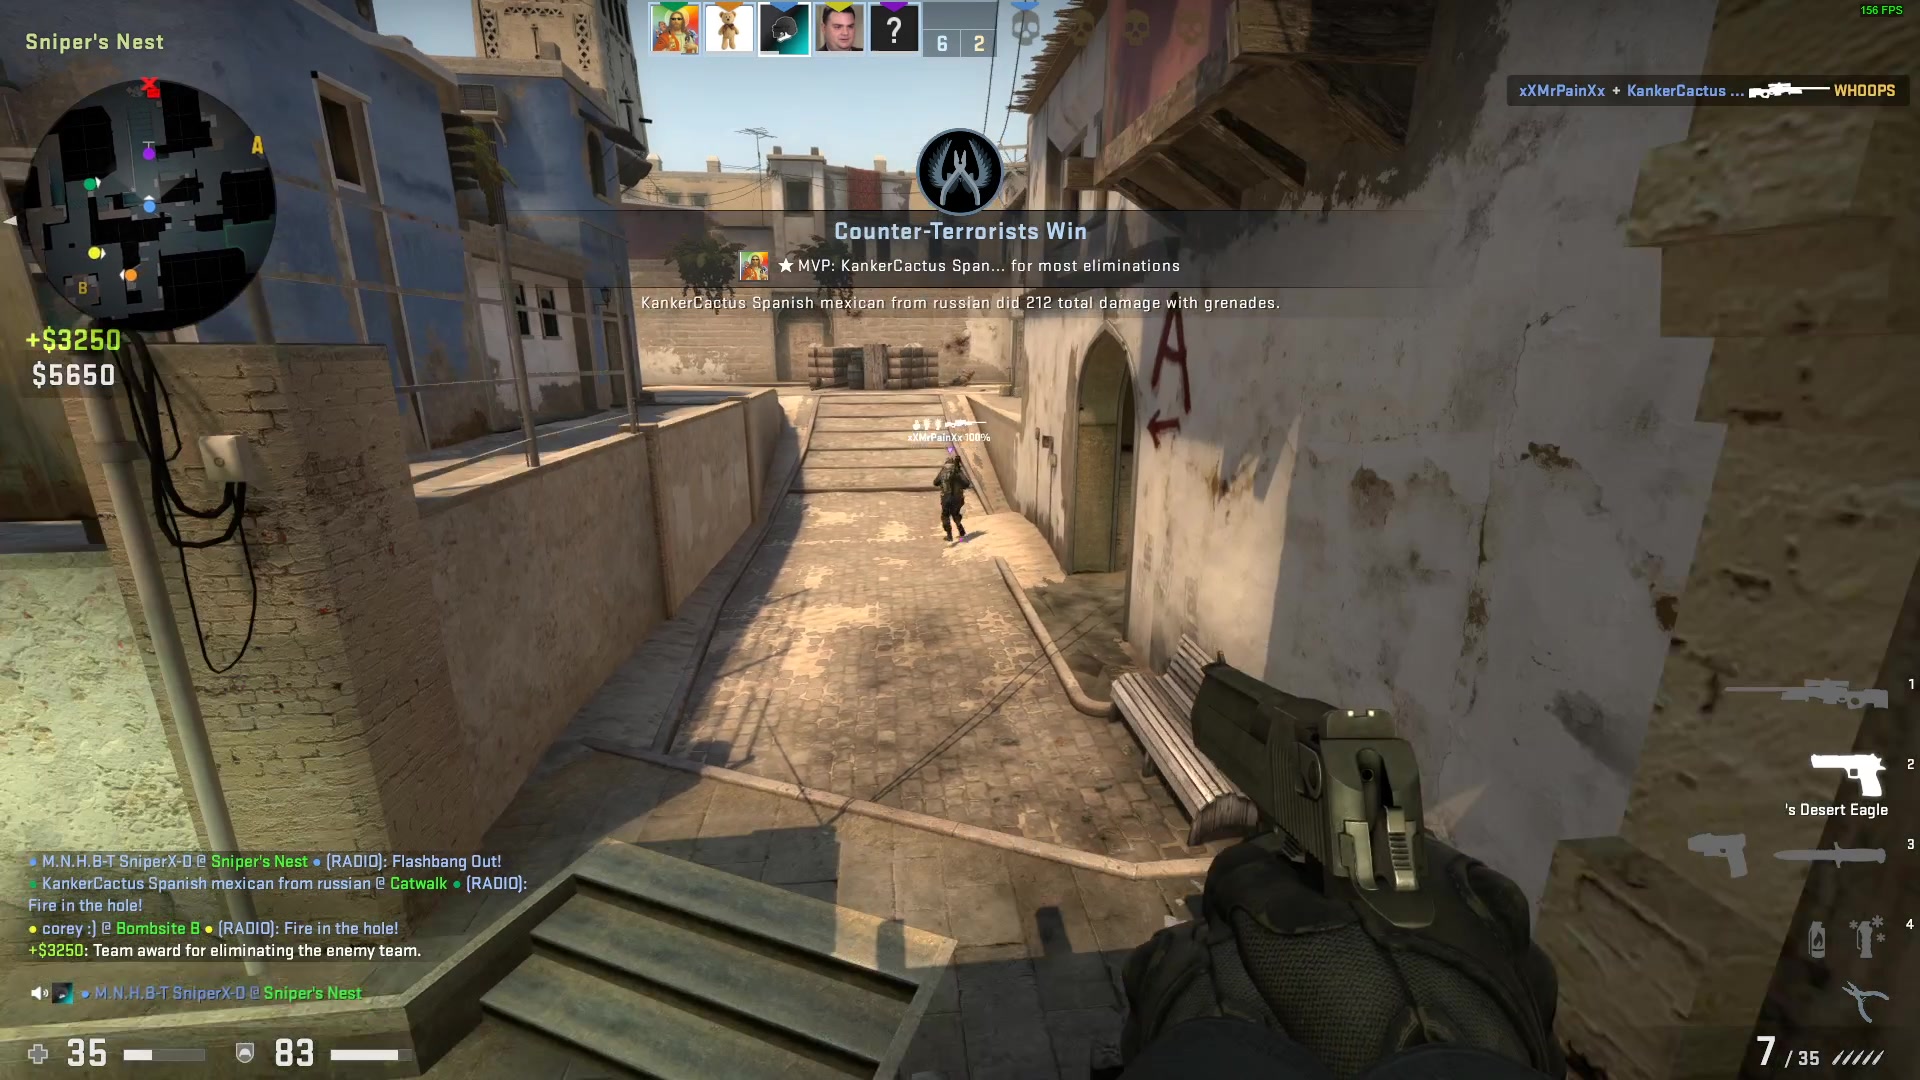 156 FPS
Sniper's Nest
?
6 2
xXMrPainXx + KankerCactus ... WHOOPS
A
B
Counter-Terrorists Win
★ MVP: KankerCactus Span... for most eliminations
KankerCactus Spanish mexican from russian did 212 total damage with grenades.
+$3250
$5650
A
xXMrPainXx 100%
1
2
's Desert Eagle
3
4
● M.N.H.B-T SniperX-D @ Sniper's Nest ● (RADIO): Flashbang Out!
● KankerCactus Spanish mexican from russian @ Catwalk ● (RADIO):
Fire in the hole!
● corey :) @ Bombsite B ● (RADIO): Fire in the hole!
+$3250: Team award for eliminating the enemy team.
● M.N.H.B-T SniperX-D @ Sniper's Nest
35 83
7 / 35